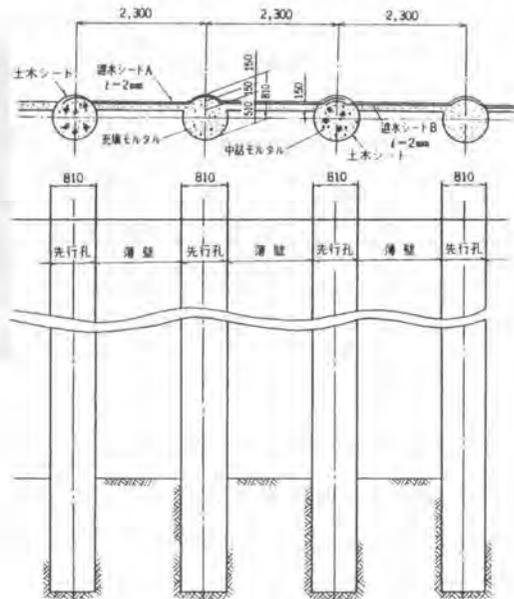 2,300 2,300 2,300
土木シート
遮水シートA
t=2mm
150
150
810
510
150
充填モルタル
中詰モルタル
遮水シートB
t=2mm
土木シート
810 810 810 810
先行孔 薄壁 先行孔 薄壁 先行孔 薄壁 先行孔